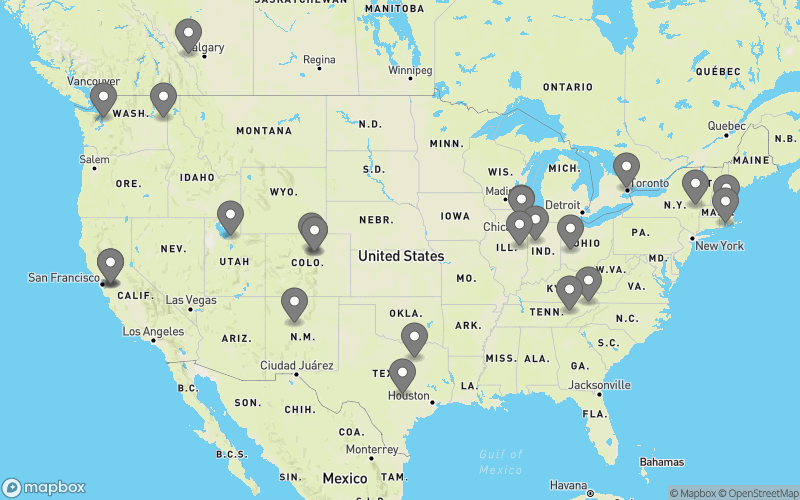 SASKATCHEWAN
MANITOBA
Calgary
Regina
Winnipeg
Vancouver
ONTARIO
QUÉBEC
WASH.
Quebec
N.B.
MONTANA
N.D.
MINN.
MAINE
Salem
S.D.
WIS.
MICH.
Toronto
ORE.
IDAHO
WYO.
Detroit
N.Y.
MA
NEBR.
IOWA
Chic
OHIO
PA.
New York
NEV.
UTAH
COLO.
United States
ILL.
IND.
MD.
San Francisco
MO.
W.VA.
VA.
KY
CALIF.
Las Vegas
OKLA.
TENN.
N.C.
Los Angeles
ARIZ.
N.M.
ARK.
S.C.
MISS.
ALA.
GA.
Ciudad Juárez
TEX
LA.
Jacksonville
B.C.
SON.
CHIH.
Houston
FLA.
COA.
Gulf of
Mexico
B.C.S.
Monterrey
Bahamas
SIN.
Mexico
TAM.
Havana
mapbox
© Mapbox © OpenStreetMap